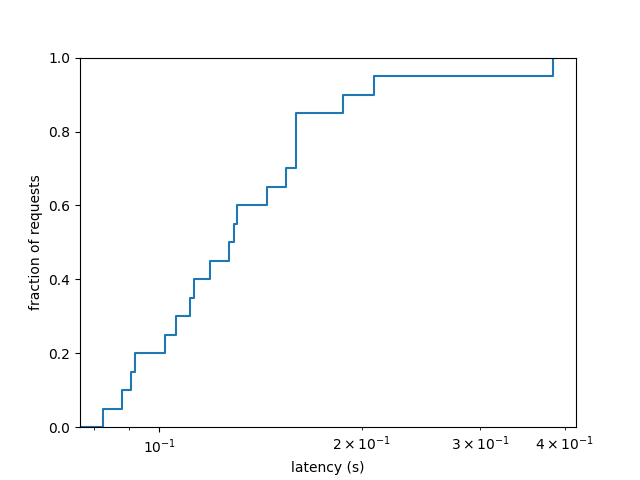 1.0
0.8
0.6
0.4
0.2
0.0
fraction of requests
10⁻¹
2 × 10⁻¹
3 × 10⁻¹
4 × 10⁻¹
latency (s)